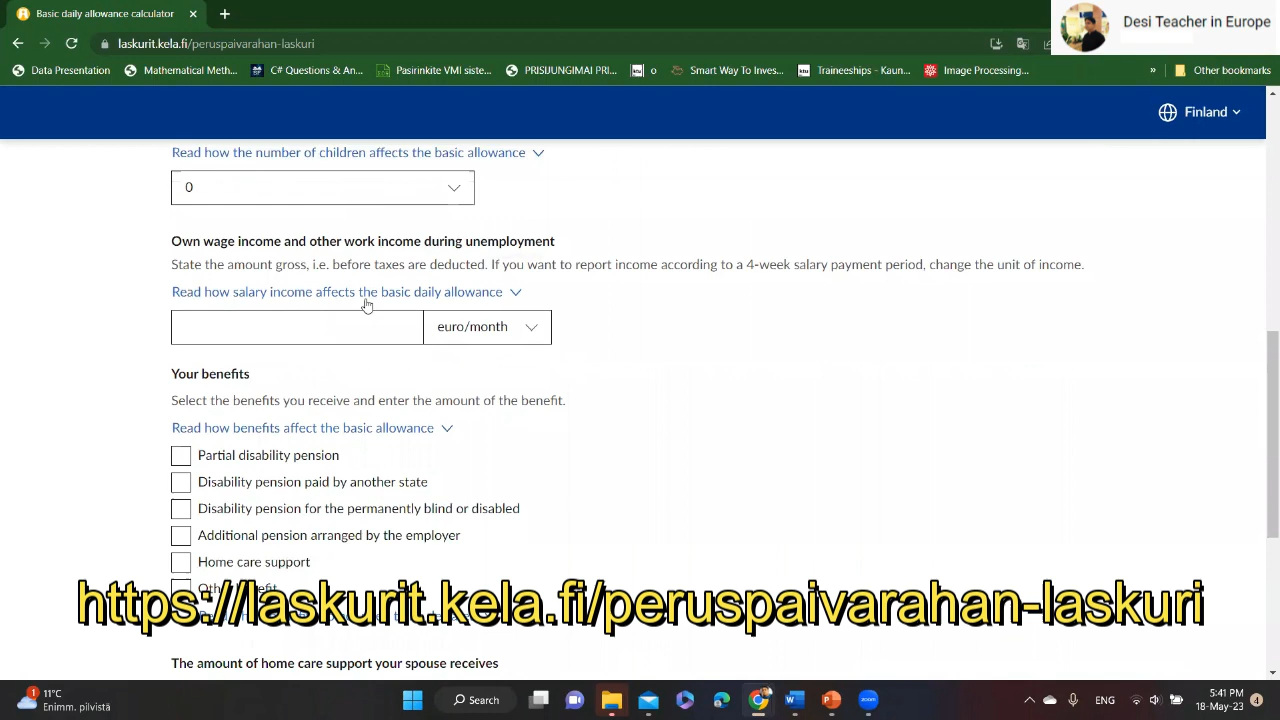 Basic daily allowance calculator
Desi Teacher in Europe
laskurit.kela.fi/peruspaivarahan-laskuri
Data Presentation
Mathematical Meth...
C# Questions & An...
Pasirinkite VMI siste...
PRISIJUNGIMAI PRI...
ktu o
Smart Way To Inves...
ktu Traineeships - Kaun...
Image Processing...
»
Other bookmarks
Finland
Read how the number of children affects the basic allowance
0
Own wage income and other work income during unemployment
State the amount gross, i.e. before taxes are deducted. If you want to report income according to a 4-week salary payment period, change the unit of income.
Read how salary income affects the basic daily allowance
euro/month
Your benefits
Select the benefits you receive and enter the amount of the benefit.
Read how benefits affect the basic allowance
Partial disability pension
Disability pension paid by another state
Disability pension for the permanently blind or disabled
Additional pension arranged by the employer
Home care support
https://laskurit.kela.fi/peruspaivarahan-laskuri
The amount of home care support your spouse receives
1
11°C
Enimm. pilvistä
Search
zoom
ENG
5:41 PM
18-May-23
4